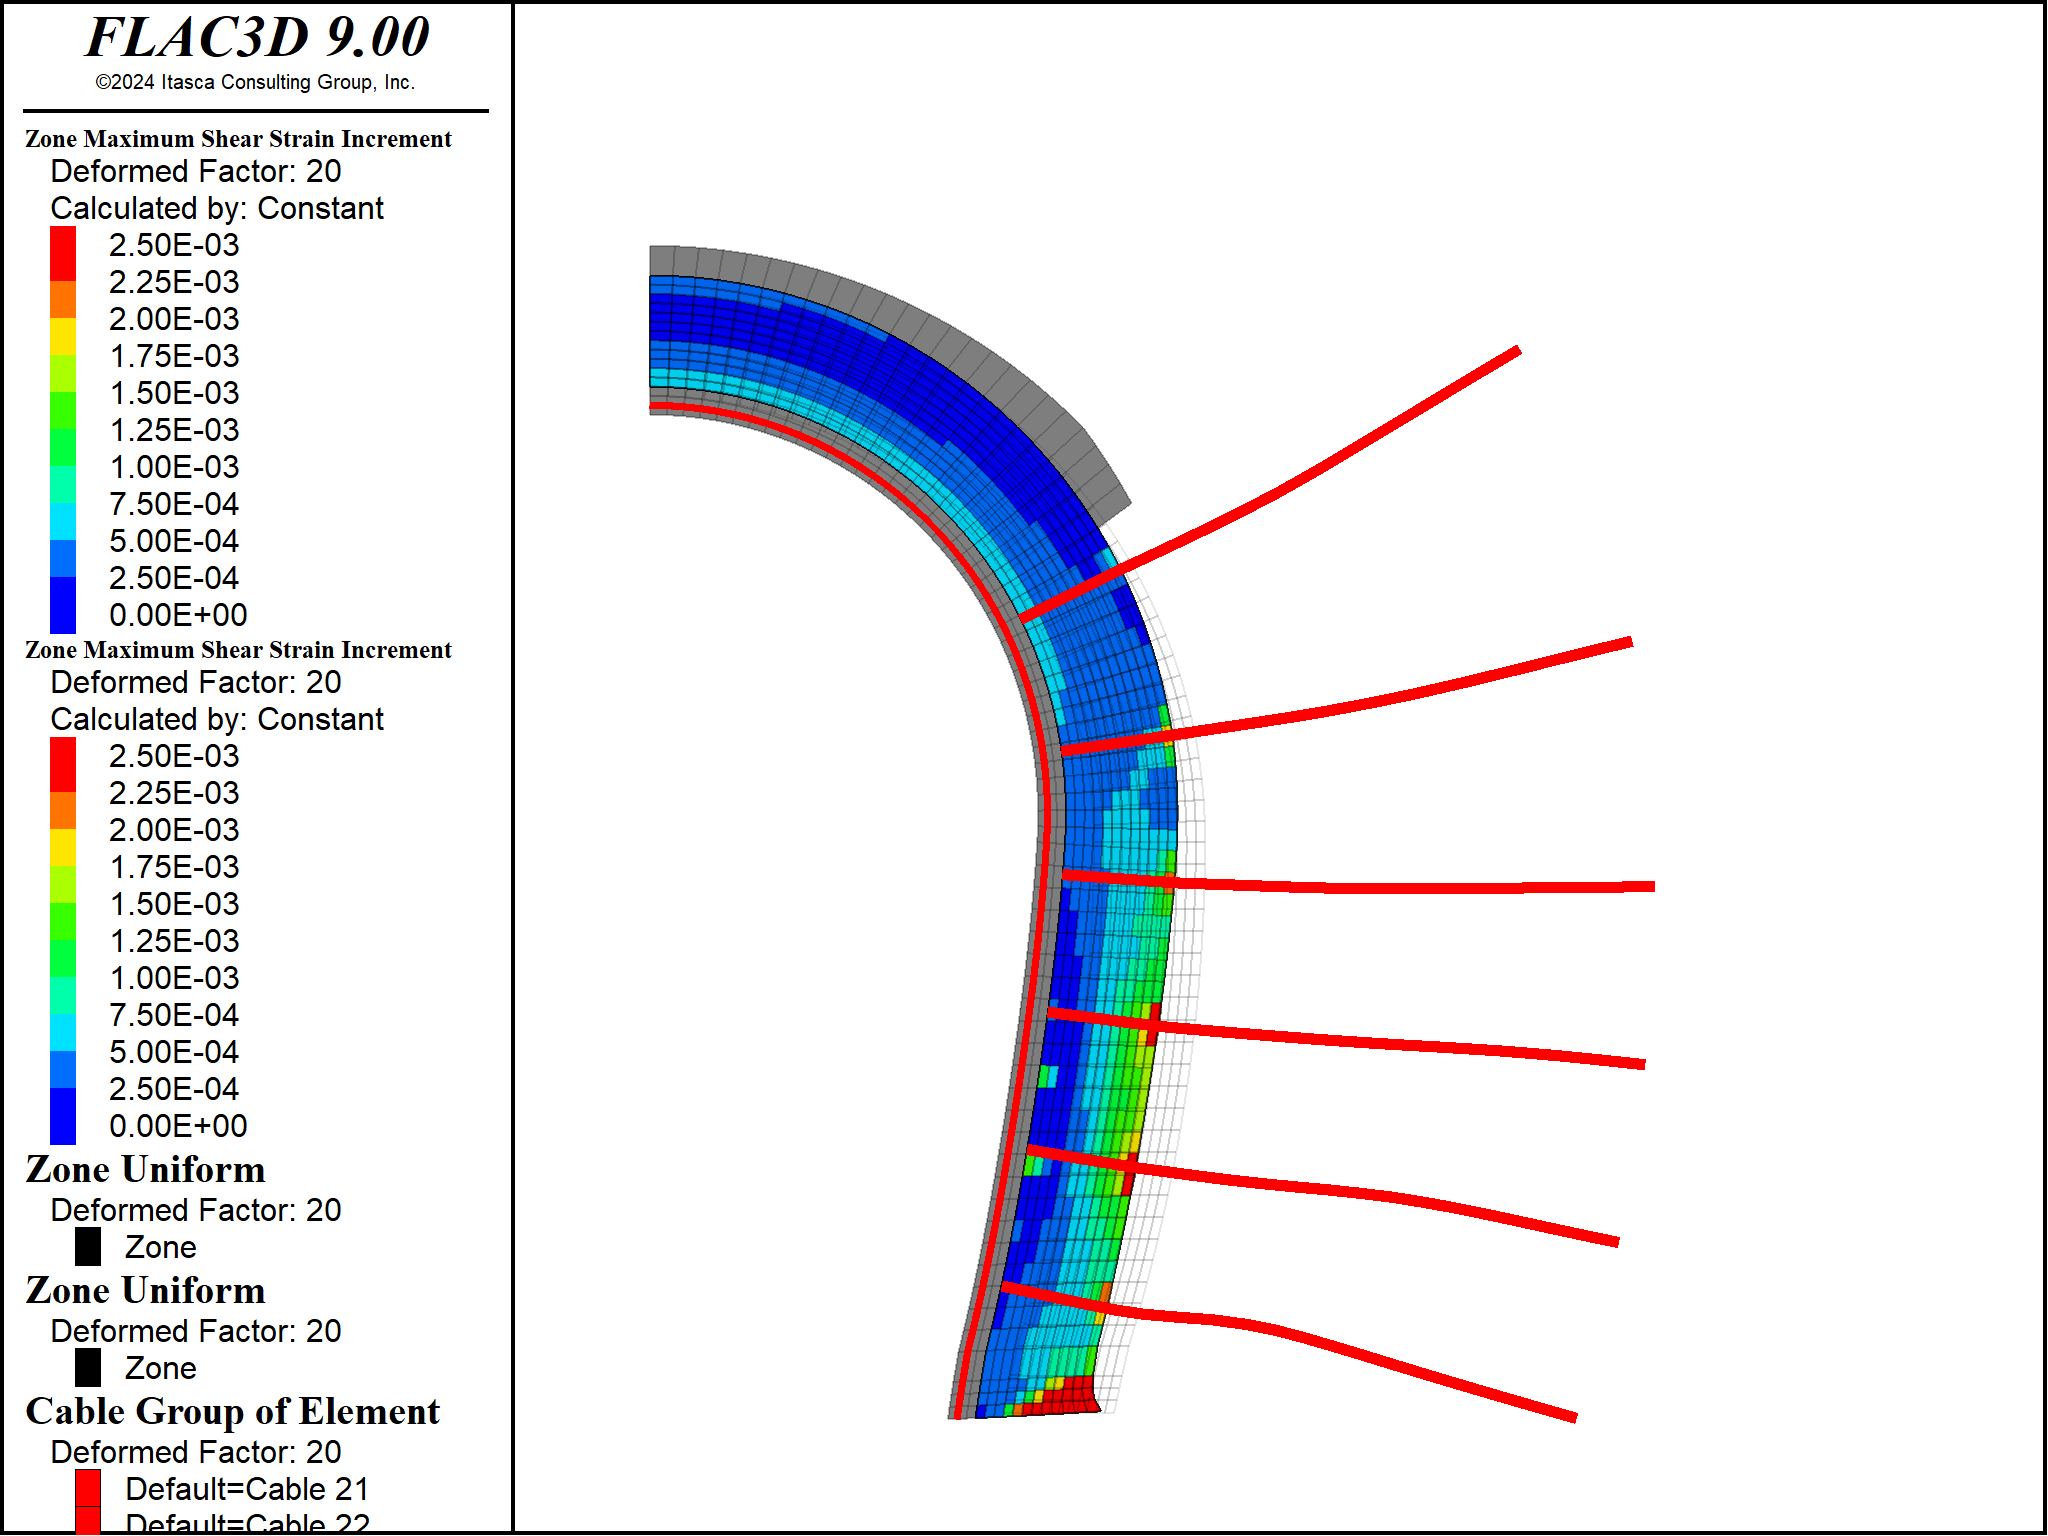 FLAC3D 9.00
©2024 Itasca Consulting Group, Inc.
Zone Maximum Shear Strain Increment
Deformed Factor: 20
Calculated by: Constant
2.50E-03
2.25E-03
2.00E-03
1.75E-03
1.50E-03
1.25E-03
1.00E-03
7.50E-04
5.00E-04
2.50E-04
0.00E+00
Zone Maximum Shear Strain Increment
Deformed Factor: 20
Calculated by: Constant
2.50E-03
2.25E-03
2.00E-03
1.75E-03
1.50E-03
1.25E-03
1.00E-03
7.50E-04
5.00E-04
2.50E-04
0.00E+00
Zone Uniform
Deformed Factor: 20
Zone
Zone Uniform
Deformed Factor: 20
Zone
Cable Group of Element
Deformed Factor: 20
Default=Cable 21
Default=Cable 22